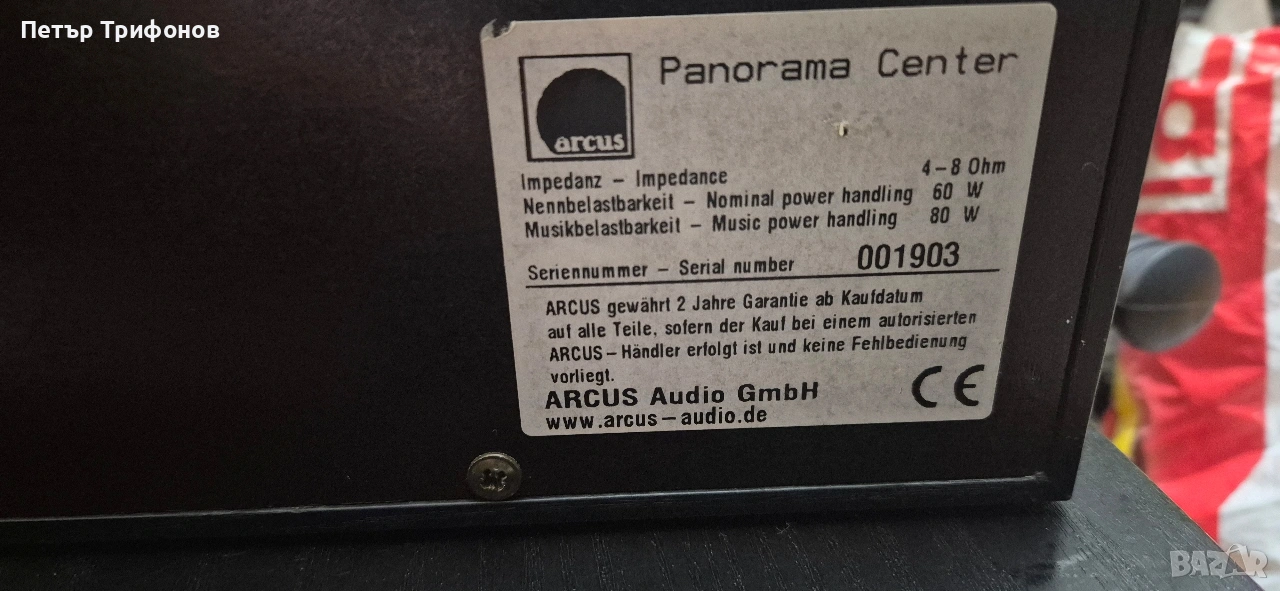 Петър Трифонов
arcus
Panorama Center
Impedanz - Impedance 4-8 Ohm
Nennbelastbarkeit - Nominal power handling 60 W
Musikbelastbarkeit - Music power handling 80 W
Seriennummer - Serial number 001903
ARCUS gewährt 2 Jahre Garantie ab Kaufdatum
auf alle Teile, sofern der Kauf bei einem autorisierten
ARCUS-Händler erfolgt ist und keine Fehlbedienung
vorliegt.
ARCUS Audio GmbH
www.arcus-audio.de
CE
BAZAR